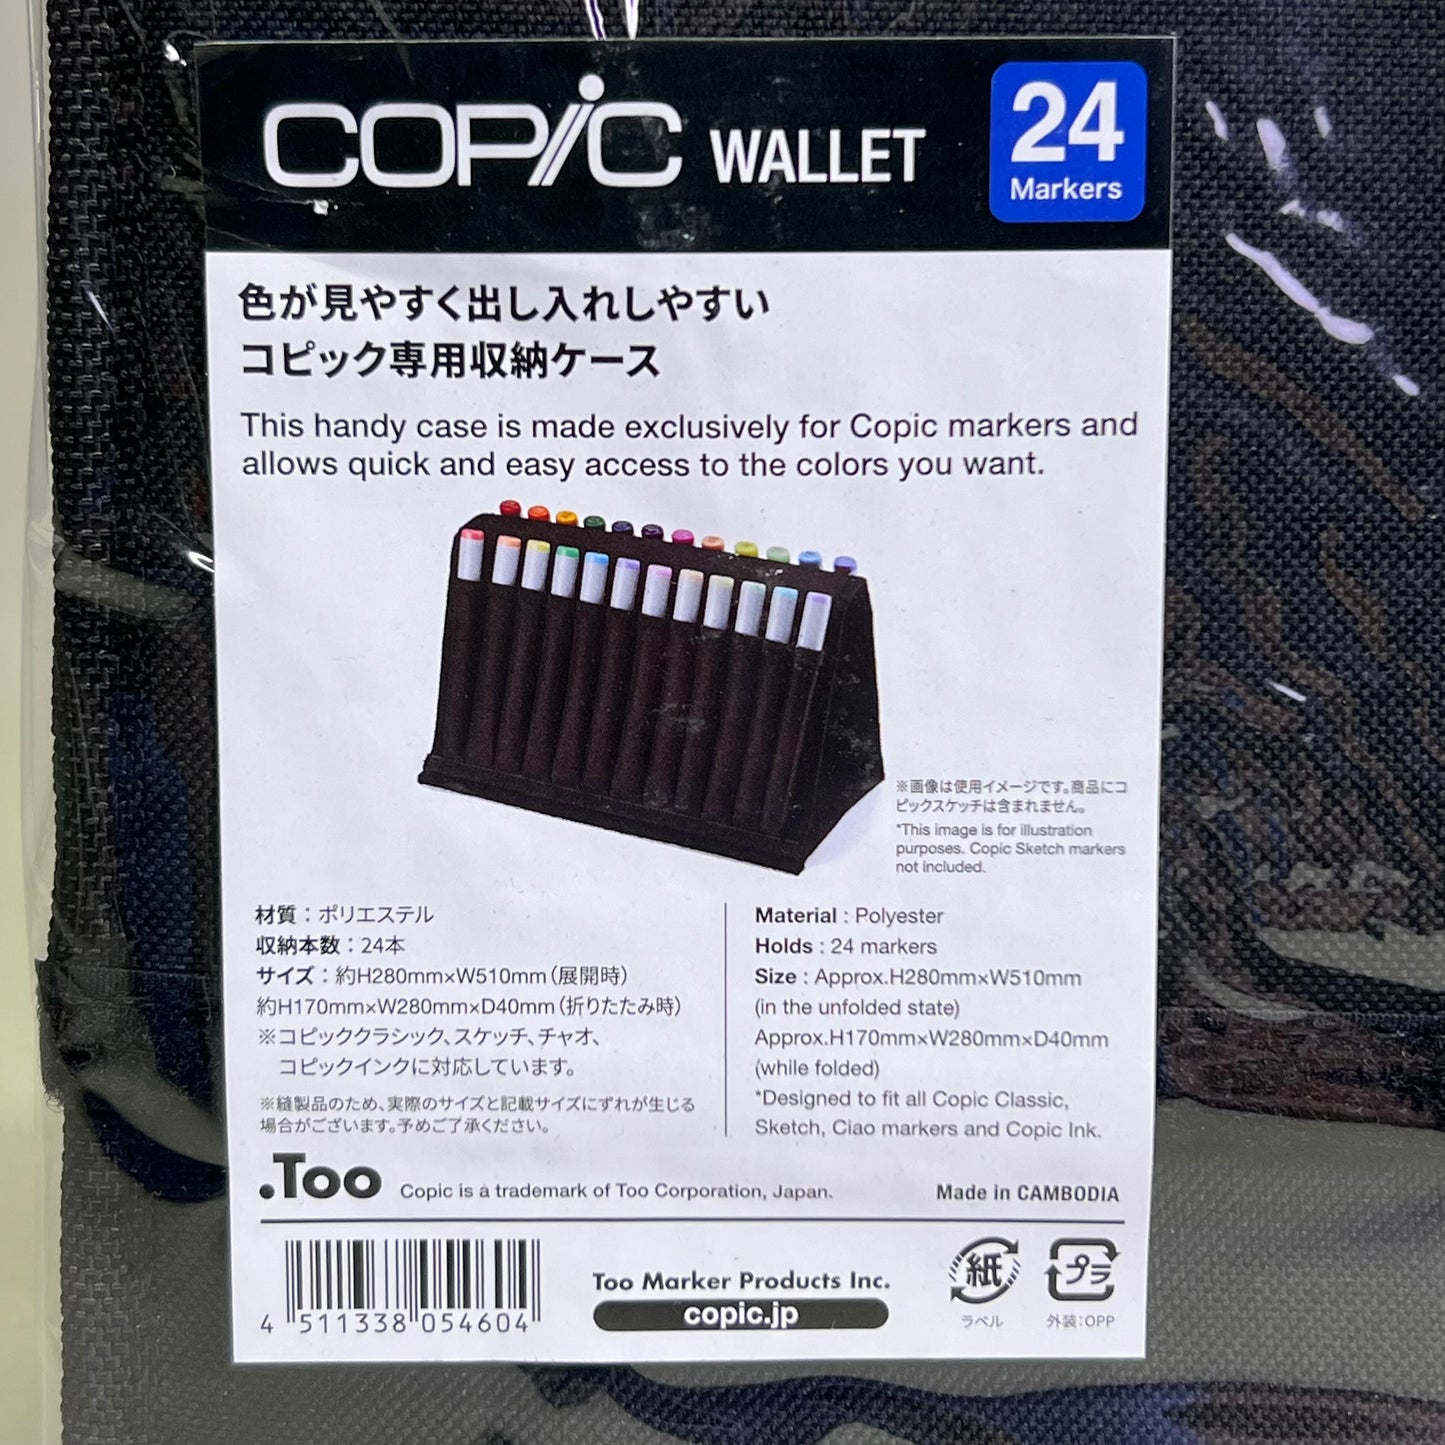 COPIC WALLET
24
Markers
色が見やすく出し入れしやすい
コピック専用収納ケース
This handy case is made exclusively for Copic markers and
allows quick and easy access to the colors you want.
※画像は使用イメージです。商品にコ
ピックスケッチは含まれません。
*This image is for illustration
purposes. Copic Sketch markers
not included.
材質：ポリエステル
収納本数：24本
サイズ：約H280mm×W510mm（展開時）
約H170mm×W280mm×D40mm（折りたたみ時）
※コピッククラシック、スケッチ、チャオ、
コピックインクに対応しています。
※縫製品のため、実際のサイズと記載サイズにずれが生じる
場合がございます。予めご了承ください。
Material : Polyester
Holds : 24 markers
Size : Approx.H280mm×W510mm
(in the unfolded state)
Approx.H170mm×W280mm×D40mm
(while folded)
*Designed to fit all Copic Classic,
Sketch, Ciao markers and Copic Ink.
.Too
Copic is a trademark of Too Corporation, Japan.
Made in CAMBODIA
4 511338 054604
Too Marker Products Inc.
copic.jp
紙
ラベル
プラ
外装：OPP